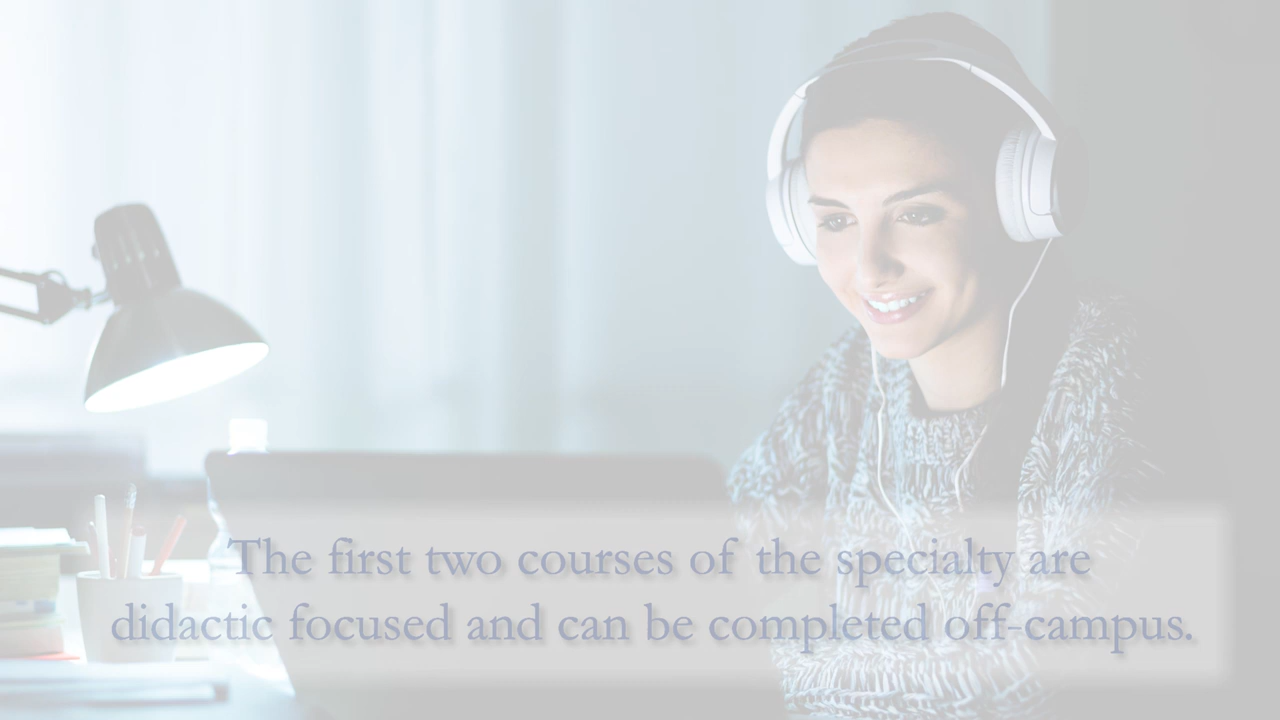 The first two courses of the specialty are
didactic focused and can be completed off-campus.